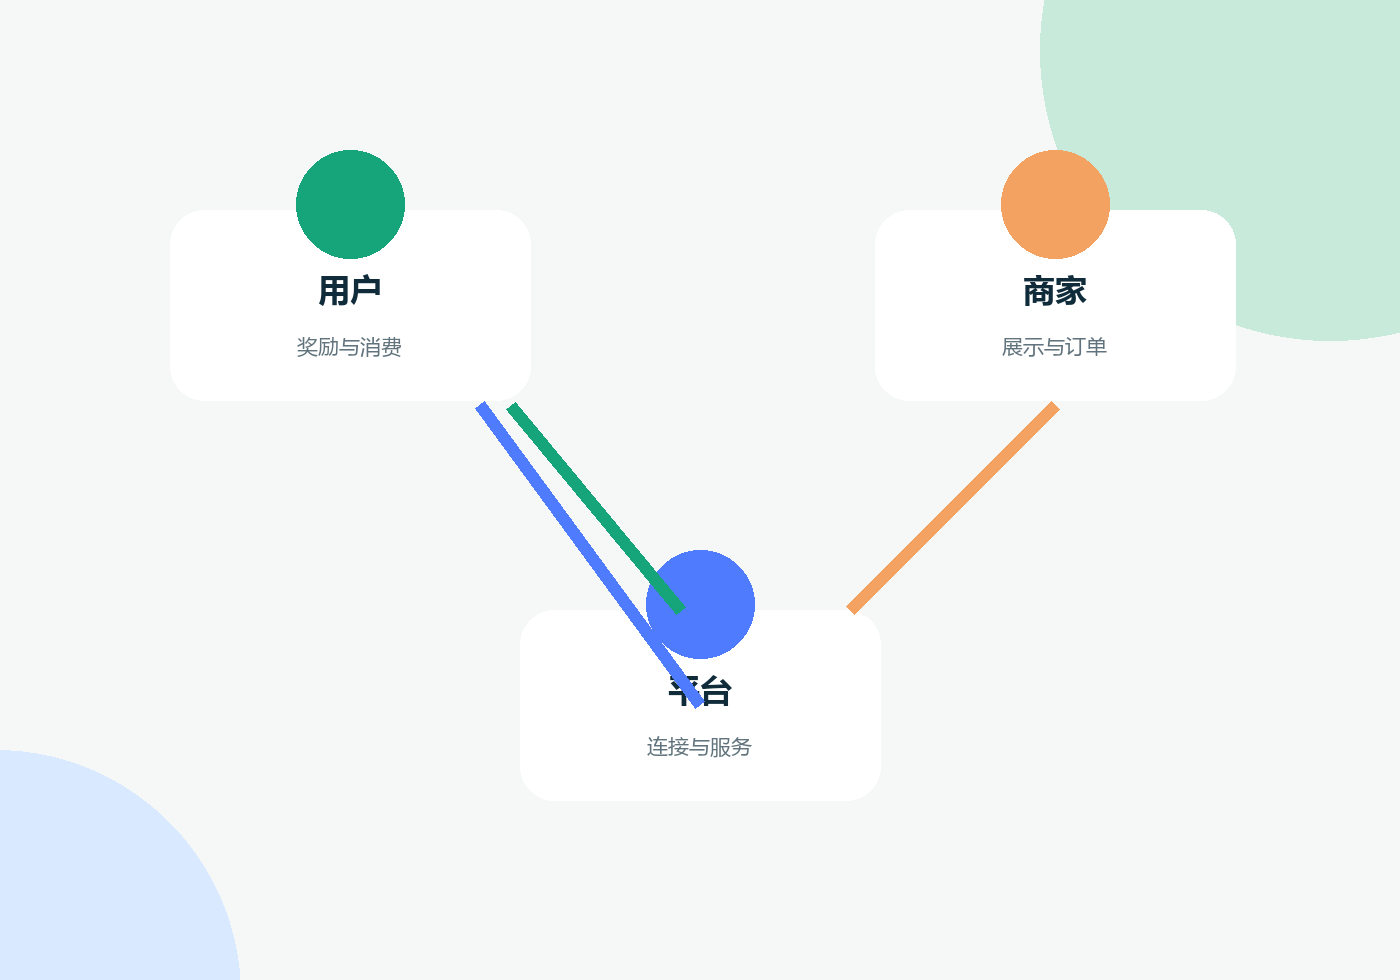 用户
奖励与消费
商家
展示与订单
平台
连接与服务